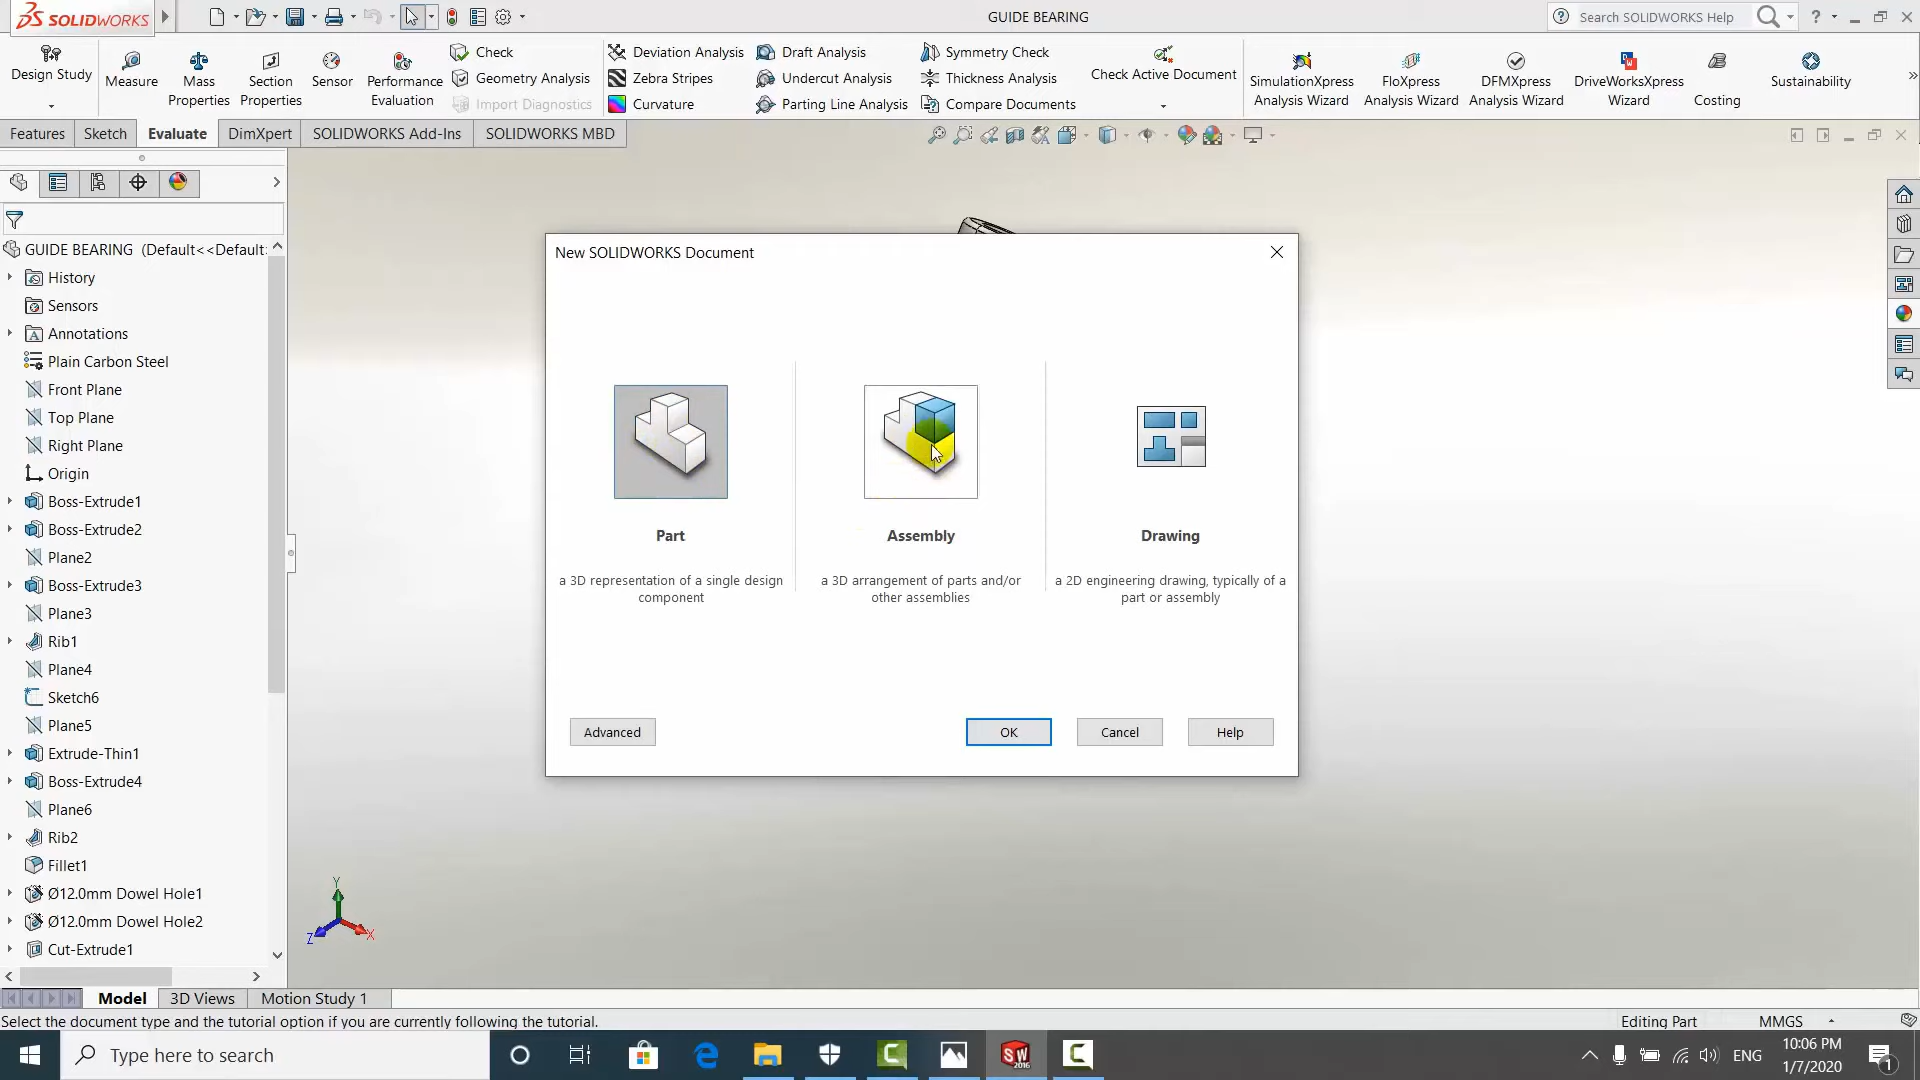 SOLIDWORKS
GUIDE BEARING
Search SOLIDWORKS Help
Design Study
Measure
Mass Properties
Section Properties
Sensor
Performance Evaluation
Check
Geometry Analysis
Import Diagnostics
Deviation Analysis
Zebra Stripes
Curvature
Draft Analysis
Undercut Analysis
Parting Line Analysis
Symmetry Check
Thickness Analysis
Compare Documents
Check Active Document
SimulationXpress Analysis Wizard
FloXpress Analysis Wizard
DFMXpress Analysis Wizard
DriveWorksXpress Wizard
Costing
Sustainability
Features
Sketch
Evaluate
DimXpert
SOLIDWORKS Add-Ins
SOLIDWORKS MBD
GUIDE BEARING (Default<<Default
History
Sensors
Annotations
Plain Carbon Steel
Front Plane
Top Plane
Right Plane
Origin
Boss-Extrude1
Boss-Extrude2
Plane2
Boss-Extrude3
Plane3
Rib1
Plane4
Sketch6
Plane5
Extrude-Thin1
Boss-Extrude4
Plane6
Rib2
Fillet1
Ø12.0mm Dowel Hole1
Ø12.0mm Dowel Hole2
Cut-Extrude1
New SOLIDWORKS Document
Part
a 3D representation of a single design
component
Assembly
a 3D arrangement of parts and/or
other assemblies
Drawing
a 2D engineering drawing, typically of a
part or assembly
Advanced
OK
Cancel
Help
Y
Z
X
Model
3D Views
Motion Study 1
Select the document type and the tutorial option if you are currently following the tutorial.
Editing Part
MMGS
Type here to search
SW
2016
ENG
10:06 PM
1/7/2020
1